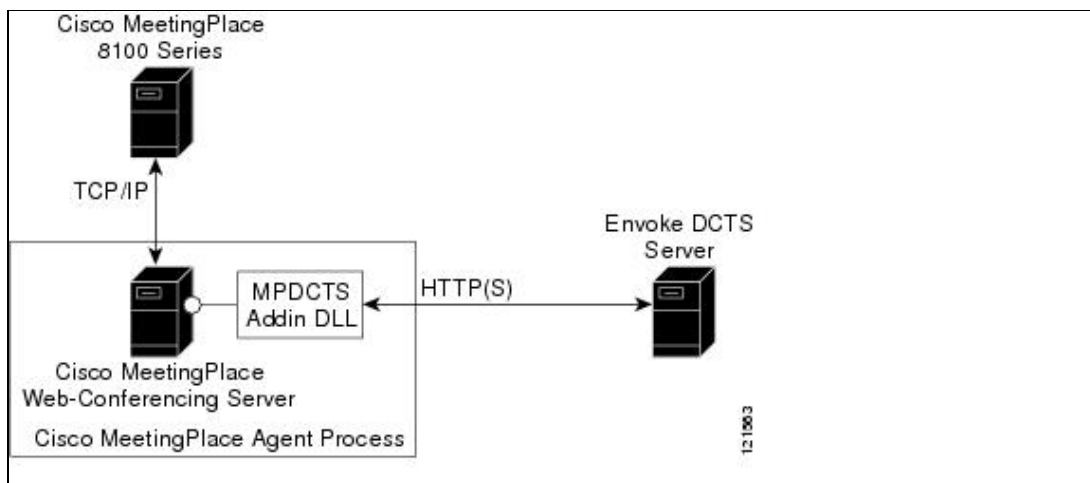 Cisco MeetingPlace
8100 Series
TCP/IP
Envoke DCTS
Server
MPDCTS
Addin DLL
HTTP(S)
Cisco MeetingPlace
Web-Conferencing Server
Cisco MeetingPlace Agent Process